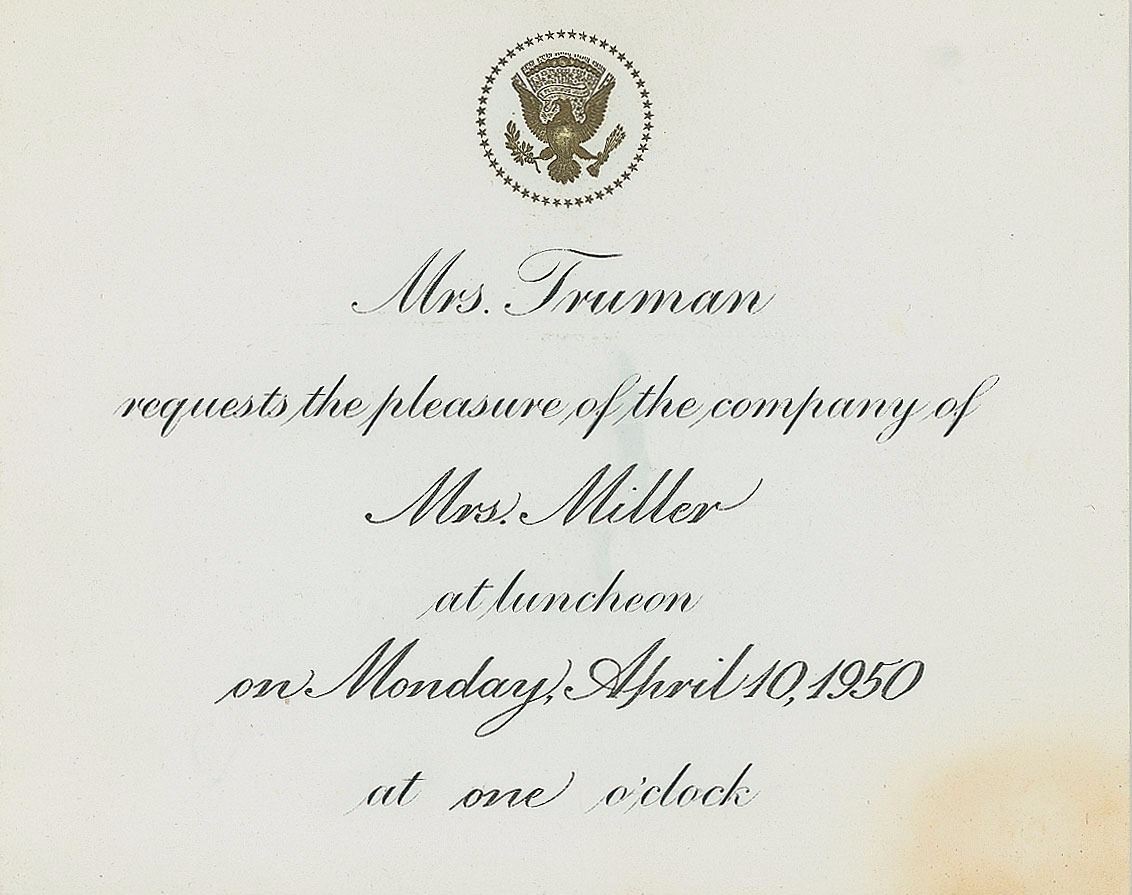 Mrs. Truman
requests the pleasure of the company of
Mrs. Miller
at luncheon
on Monday, April 10, 1950
at one o'clock